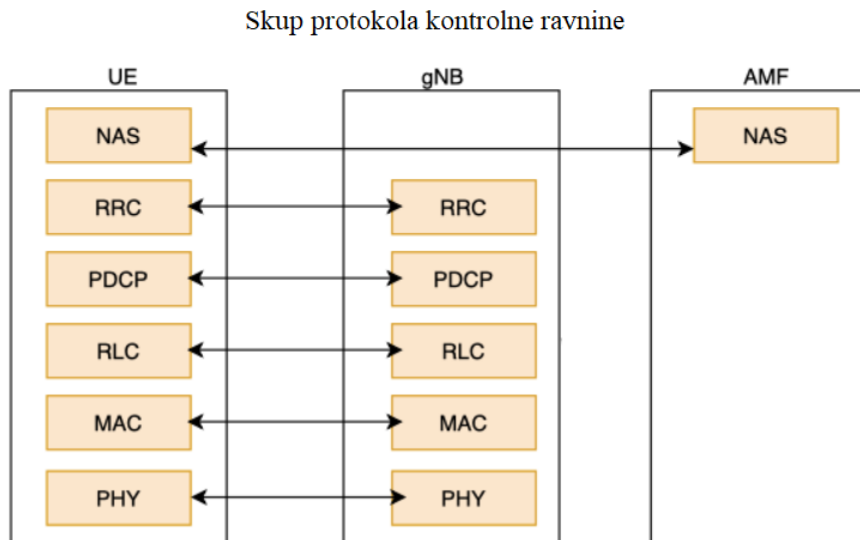 Skup protokola kontrolne ravnine
UE gNB AMF
NAS NAS
RRC RRC
PDCP PDCP
RLC RLC
MAC MAC
PHY PHY